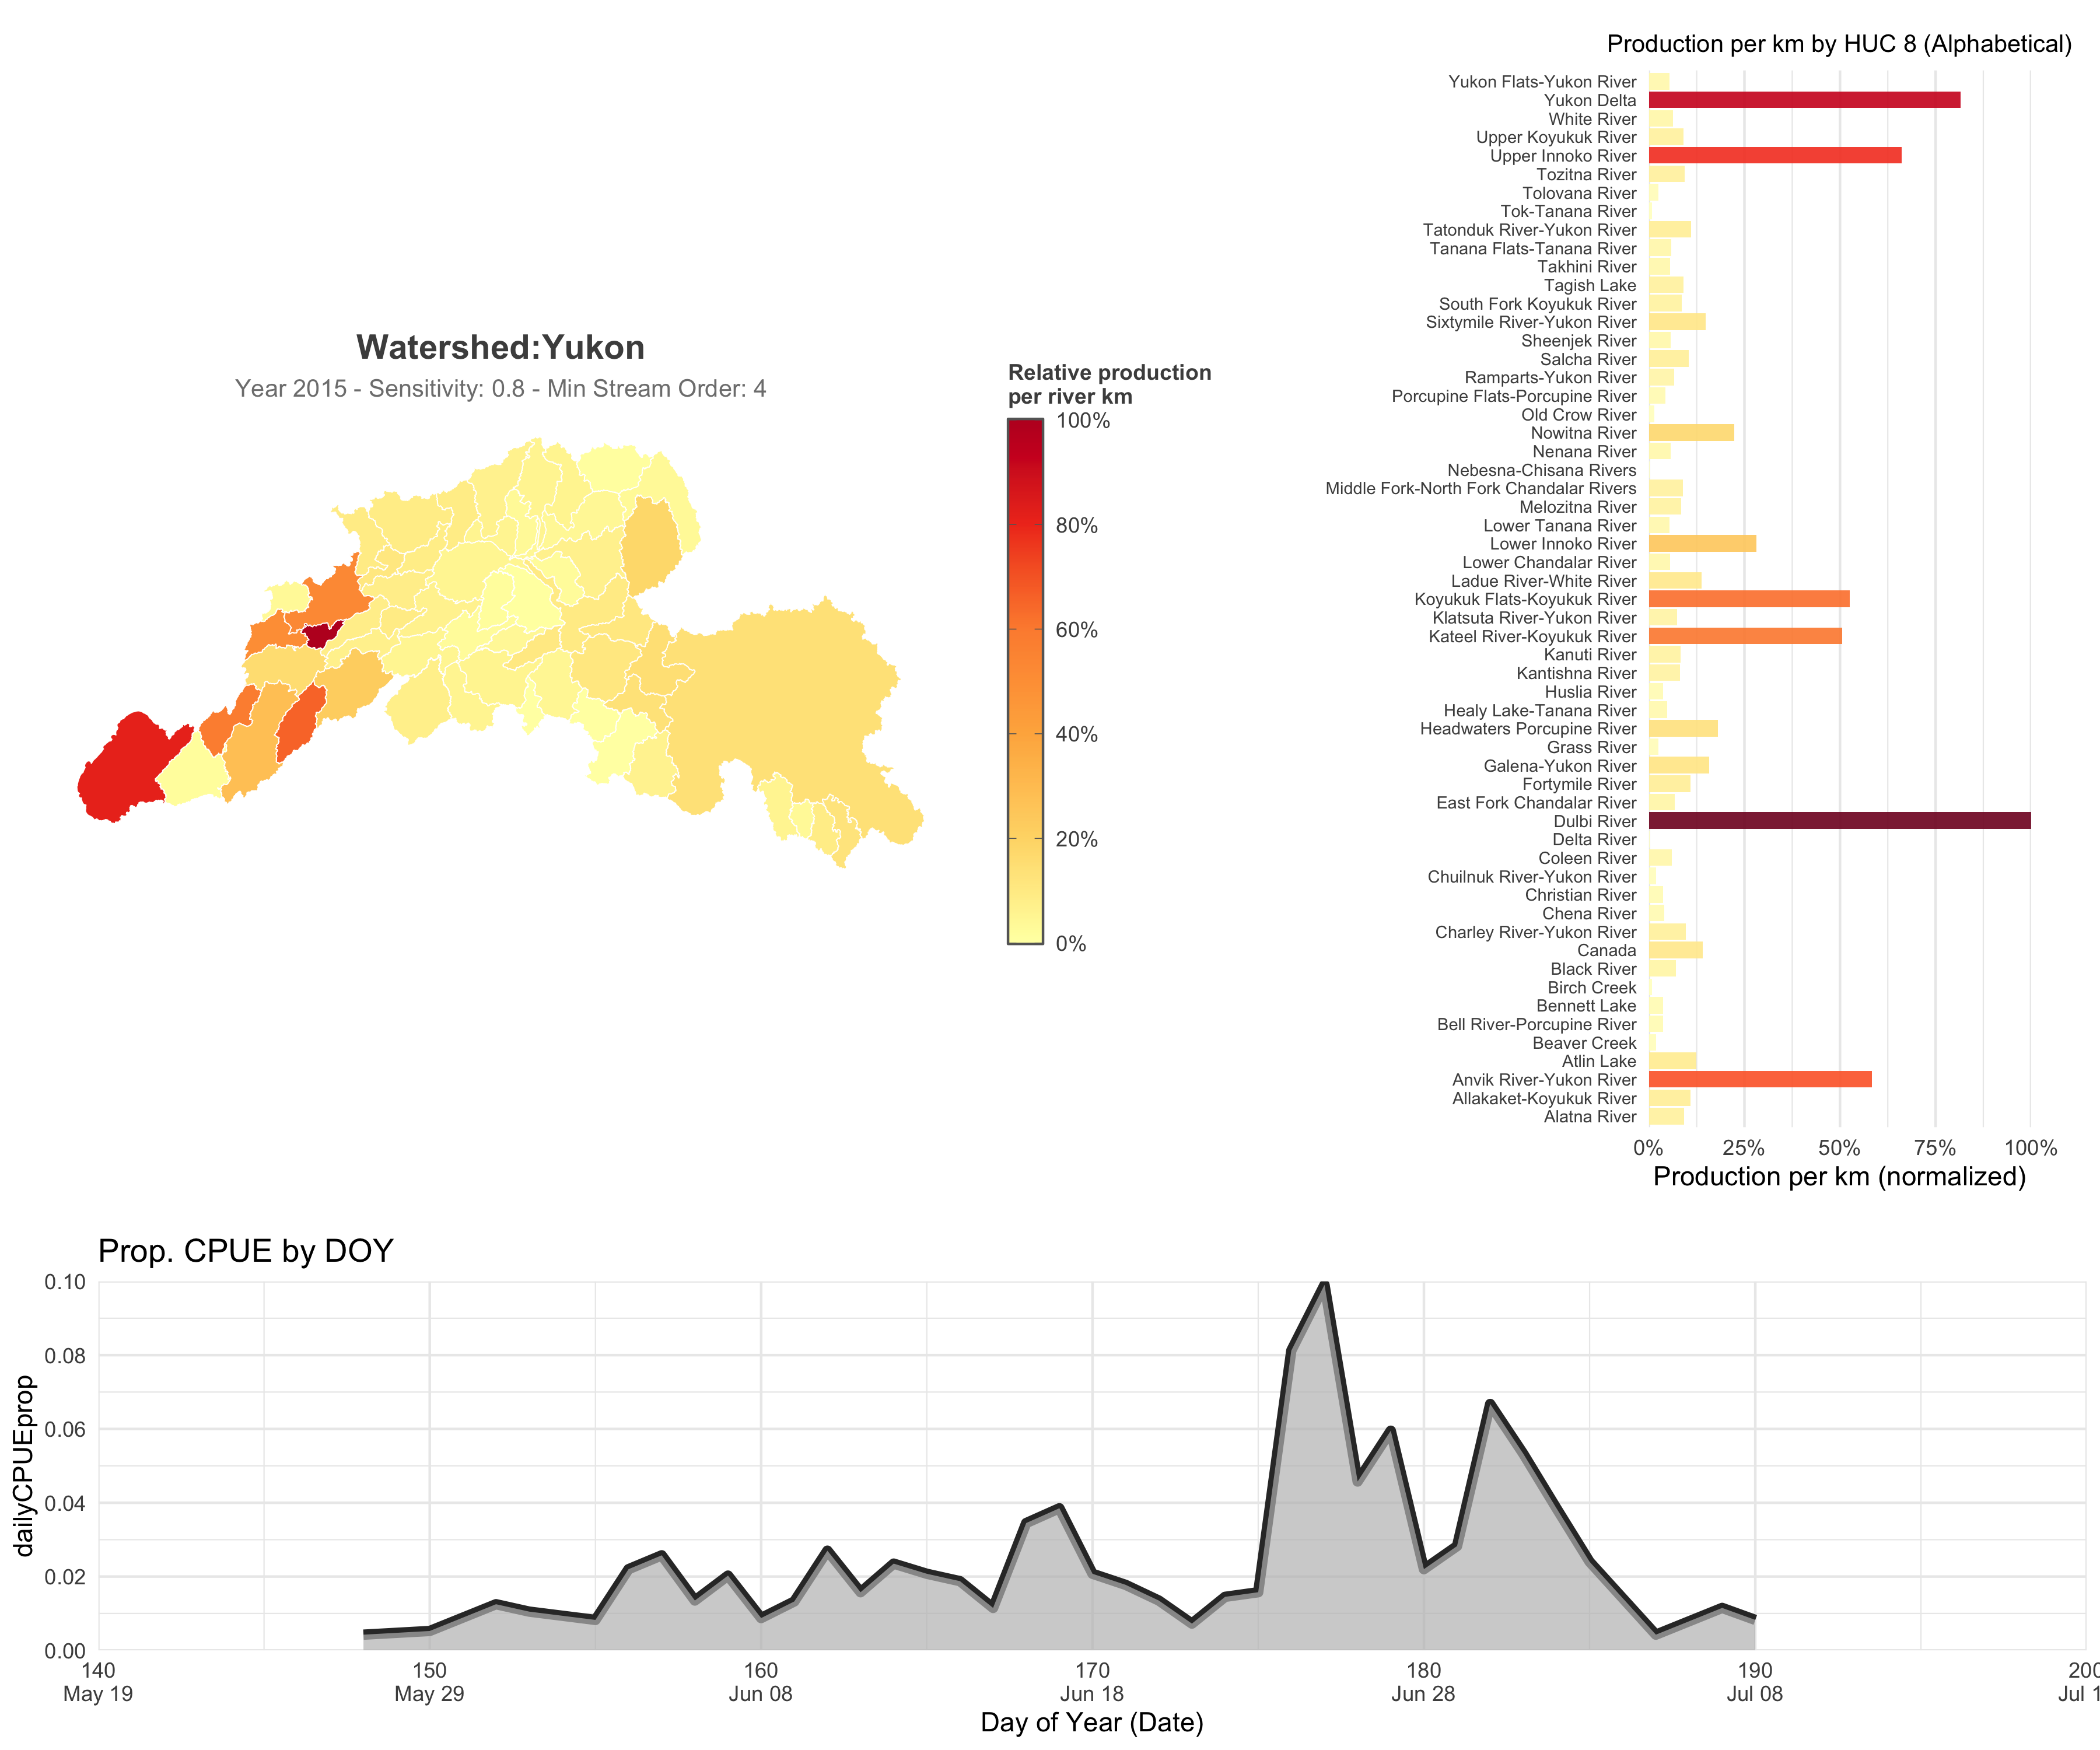 Production per km by HUC 8 (Alphabetical)
Yukon Flats-Yukon River
Yukon Delta
White River
Upper Koyukuk River
Upper Innoko River
Tozitna River
Tolovana River
Tok-Tanana River
Tatonduk River-Yukon River
Tanana Flats-Tanana River
Takhini River
Tagish Lake
South Fork Koyukuk River
Sixtymile River-Yukon River
Sheenjek River
Salcha River
Ramparts-Yukon River
Porcupine Flats-Porcupine River
Old Crow River
Nowitna River
Nenana River
Nebesna-Chisana Rivers
Middle Fork-North Fork Chandalar Rivers
Melozitna River
Lower Tanana River
Lower Innoko River
Lower Chandalar River
Ladue River-White River
Koyukuk Flats-Koyukuk River
Klatsuta River-Yukon River
Kateel River-Koyukuk River
Kanuti River
Kantishna River
Huslia River
Healy Lake-Tanana River
Headwaters Porcupine River
Grass River
Galena-Yukon River
Fortymile River
East Fork Chandalar River
Dulbi River
Delta River
Coleen River
Chuilnuk River-Yukon River
Christian River
Chena River
Charley River-Yukon River
Canada
Black River
Birch Creek
Bennett Lake
Bell River-Porcupine River
Beaver Creek
Atlin Lake
Anvik River-Yukon River
Allakaket-Koyukuk River
Alatna River
0% 25% 50% 75% 100%
Production per km (normalized)
Watershed:Yukon
Year 2015 - Sensitivity: 0.8 - Min Stream Order: 4
Relative production
per river km
100%
80%
60%
40%
20%
0%
Prop. CPUE by DOY
dailyCPUEprop
0.10
0.08
0.06
0.04
0.02
0.00
140 150 160 170 180 190 200
May 19 May 29 Jun 08 Jun 18 Jun 28 Jul 08 Jul 1
Day of Year (Date)